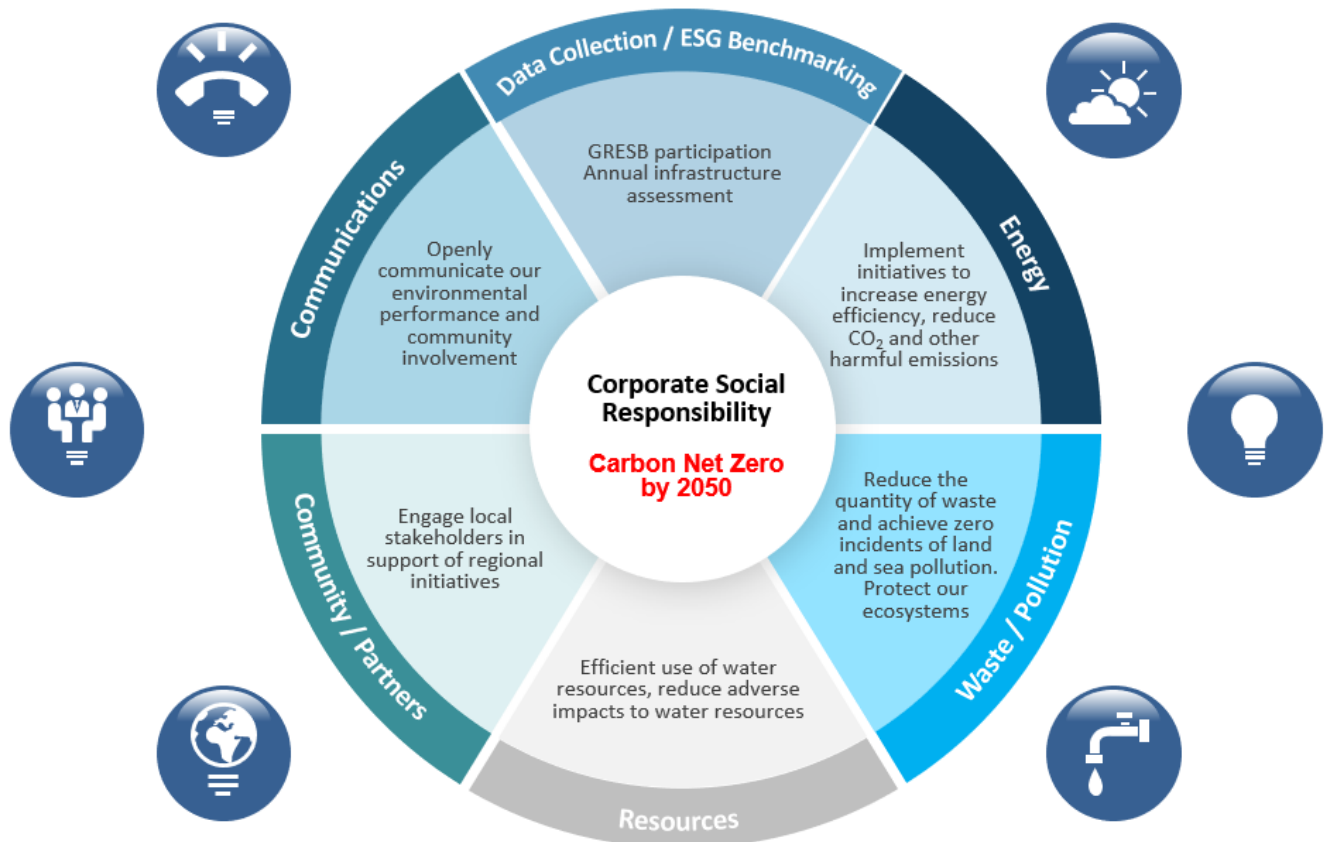 Data Collection / ESG Benchmarking
GRESB participation
Annual infrastructure
assessment
Energy
Implement
initiatives to
increase energy
efficiency, reduce
CO₂ and other
harmful emissions
Waste / Pollution
Reduce the
quantity of waste
and achieve zero
incidents of land
and sea pollution.
Protect our
ecosystems
Resources
Efficient use of water
resources, reduce adverse
impacts to water resources
Community / Partners
Engage local
stakeholders in
support of regional
initiatives
Communications
Openly
communicate our
environmental
performance and
community
involvement
Corporate Social
Responsibility
Carbon Net Zero
by 2050